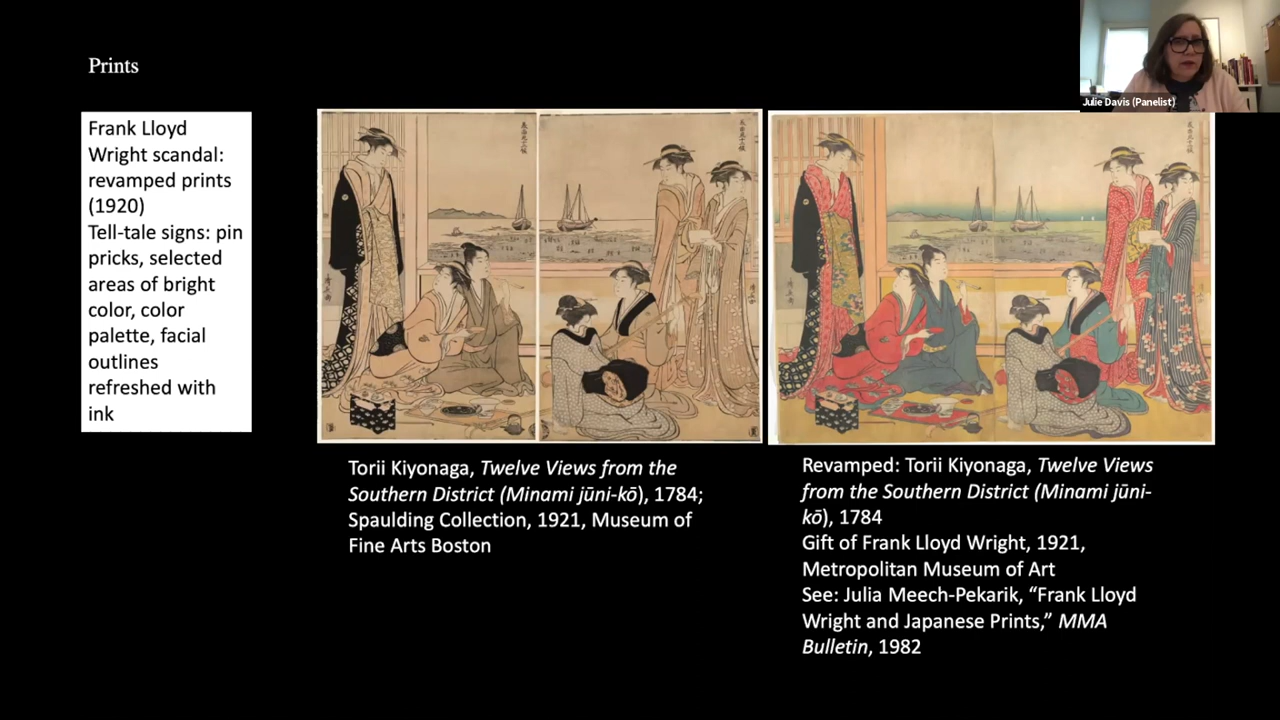 Prints
Julie Davis (Panelist)
Frank Lloyd
Wright scandal:
revamped prints
(1920)
Tell-tale signs: pin
pricks, selected
areas of bright
color, color
palette, facial
outlines
refreshed with
ink
Torii Kiyonaga, Twelve Views from the
Southern District (Minami jūni-kō), 1784;
Spaulding Collection, 1921, Museum of
Fine Arts Boston
Revamped: Torii Kiyonaga, Twelve Views
from the Southern District (Minami jūni-
kō), 1784
Gift of Frank Lloyd Wright, 1921,
Metropolitan Museum of Art
See: Julia Meech-Pekarik, “Frank Lloyd
Wright and Japanese Prints,” MMA
Bulletin, 1982